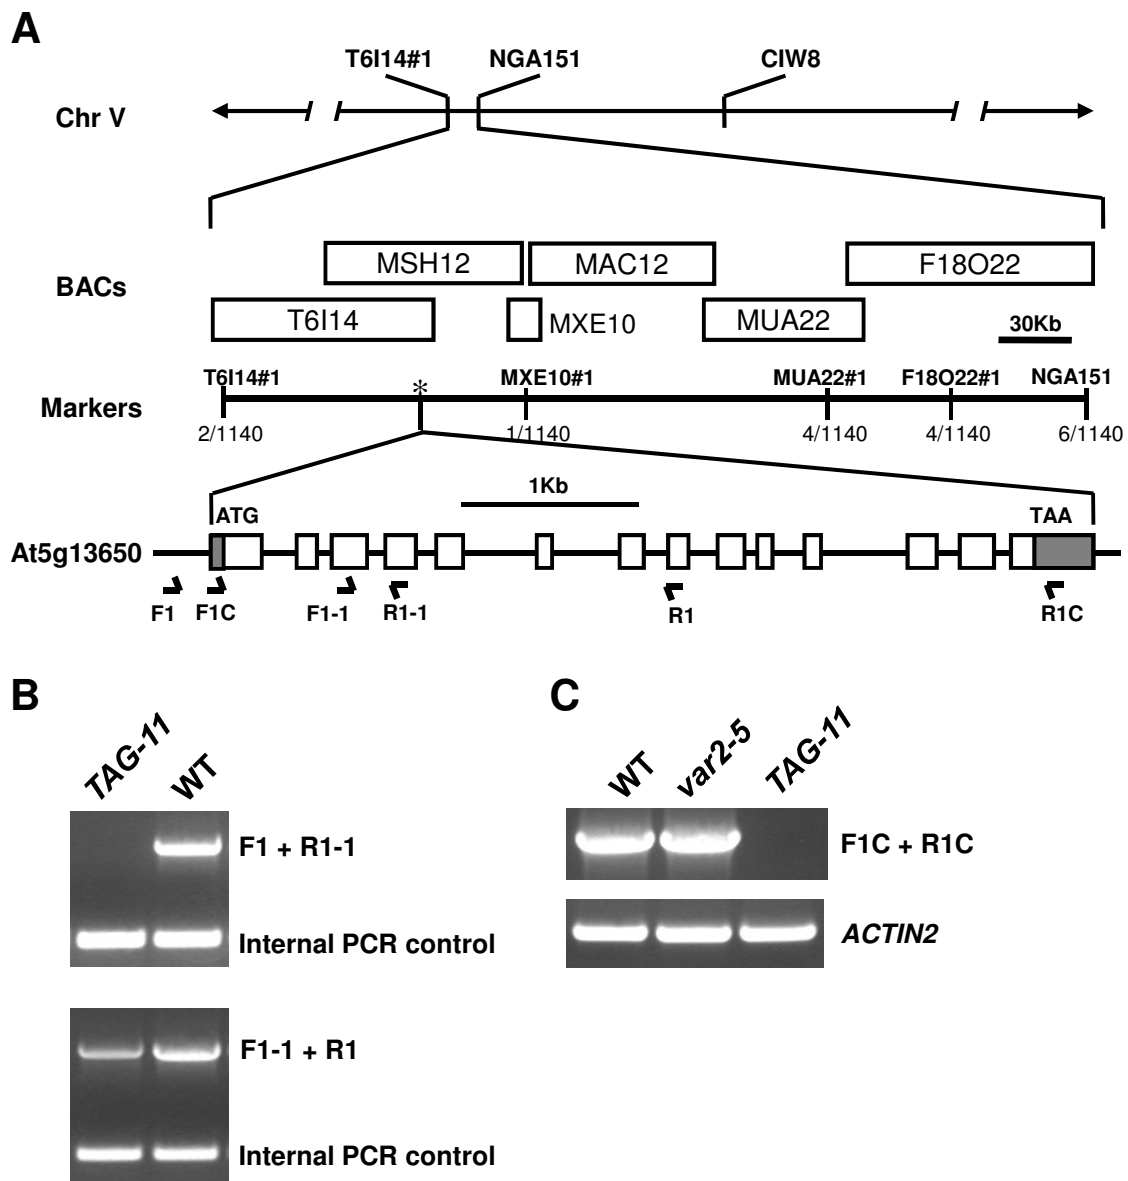 A
T6I14#1 NGA151 CIW8
Chr V
MSH12 MAC12 F18O22
BACs
T6I14 MXE10 MUA22 30Kb
T6I14#1 * MXE10#1 MUA22#1 F18O22#1 NGA151
Markers
2/1140 1/1140 4/1140 4/1140 6/1140
1Kb
ATG TAA
At5g13650
F1 F1C F1-1 R1-1 R1 R1C
B
TAG-11 WT
F1 + R1-1
Internal PCR control
F1-1 + R1
Internal PCR control
C
WT var2-5 TAG-11
F1C + R1C
ACTIN2